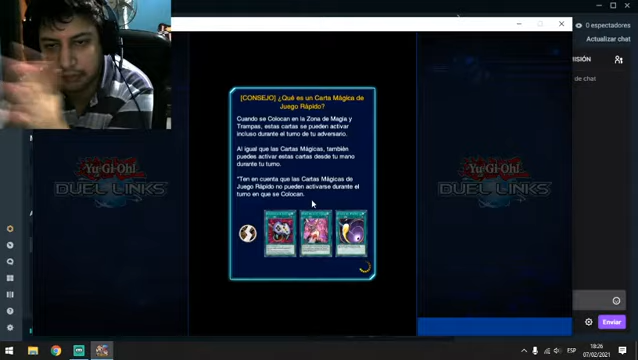 0 espectadores
Actualizar chat
[CONSEJO] ¿Qué es un Carta Mágica de
Juego Rápido?
Cuando se Colocan en la Zona de Magia y
Trampas, estas cartas se pueden activar
incluso durante el turno de tu adversario.
Al igual que las Cartas Mágicas, también
puedes activar estas cartas desde tu mano
durante tu turno.
*Ten en cuenta que las Cartas Mágicas de
Juego Rápido no pueden activarse durante el
turno en que se Colocan.
Yu-Gi-Oh!
DUEL LINKS
Yu-Gi-Oh!
DUEL LINKS
de chat
Enviar
ESP
18:26
07/02/2021